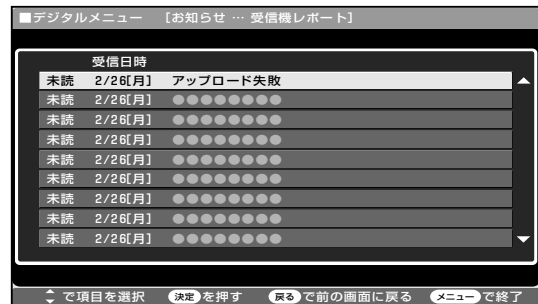 ■デジタルメニュー ［お知らせ … 受信機レポート］
受信日時
未読 2/26[月] アップロード失敗
未読 2/26[月] ●●●●●●●●
未読 2/26[月] ●●●●●●●●
未読 2/26[月] ●●●●●●●●
未読 2/26[月] ●●●●●●●●
未読 2/26[月] ●●●●●●●●
未読 2/26[月] ●●●●●●●●
未読 2/26[月] ●●●●●●●●
未読 2/26[月] ●●●●●●●●
で項目を選択 決定 を押す 戻る で前の画面に戻る メニュー で終了